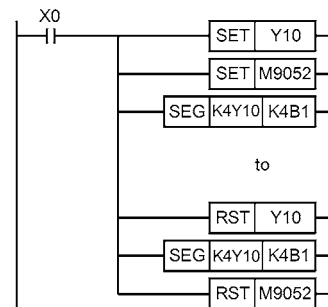 X0
SET Y10
SET M9052
SEG K4Y10 K4B1
to
RST Y10
SEG K4Y10 K4B1
RST M9052